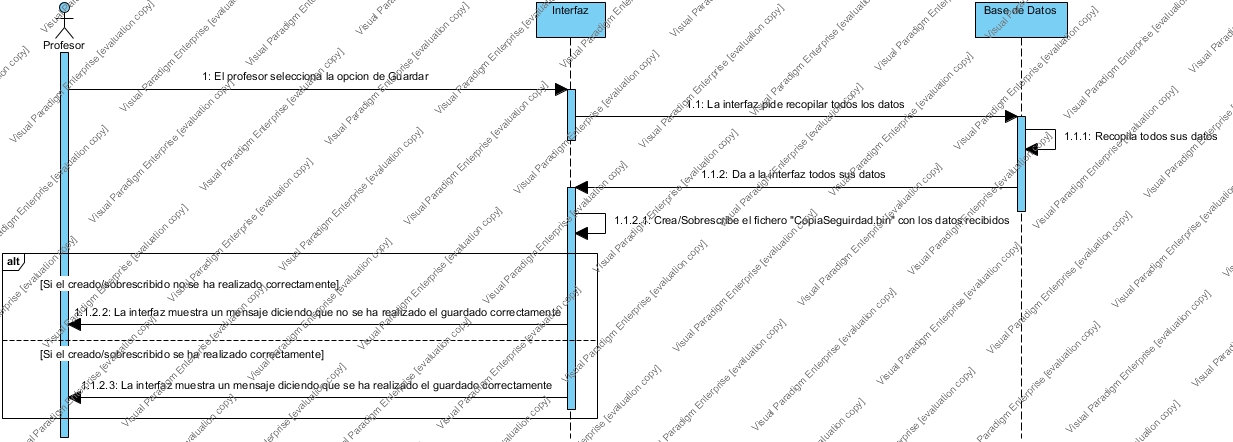 Profesor
Interfaz
Base de Datos
1: El profesor selecciona la opcion de Guardar
1.1: La interfaz pide recopilar todos los datos
1.1.1: Recopila todos sus datos
1.1.2: Da a la interfaz todos sus datos
1.1.2.1: Crea/Sobrescribe el fichero "CopiaSeguirdad.bin" con los datos recibidos
alt
[Si el creado/sobrescribido no se ha realizado correctamente]
1.1.2.2: La interfaz muestra un mensaje diciendo que no se ha realizado el guardado correctamente
[Si el creado/sobrescribido se ha realizado correctamente]
1.1.2.3: La interfaz muestra un mensaje diciendo que se ha realizado el guardado correctamente
Visual Paradigm Enterprise [evaluation copy]